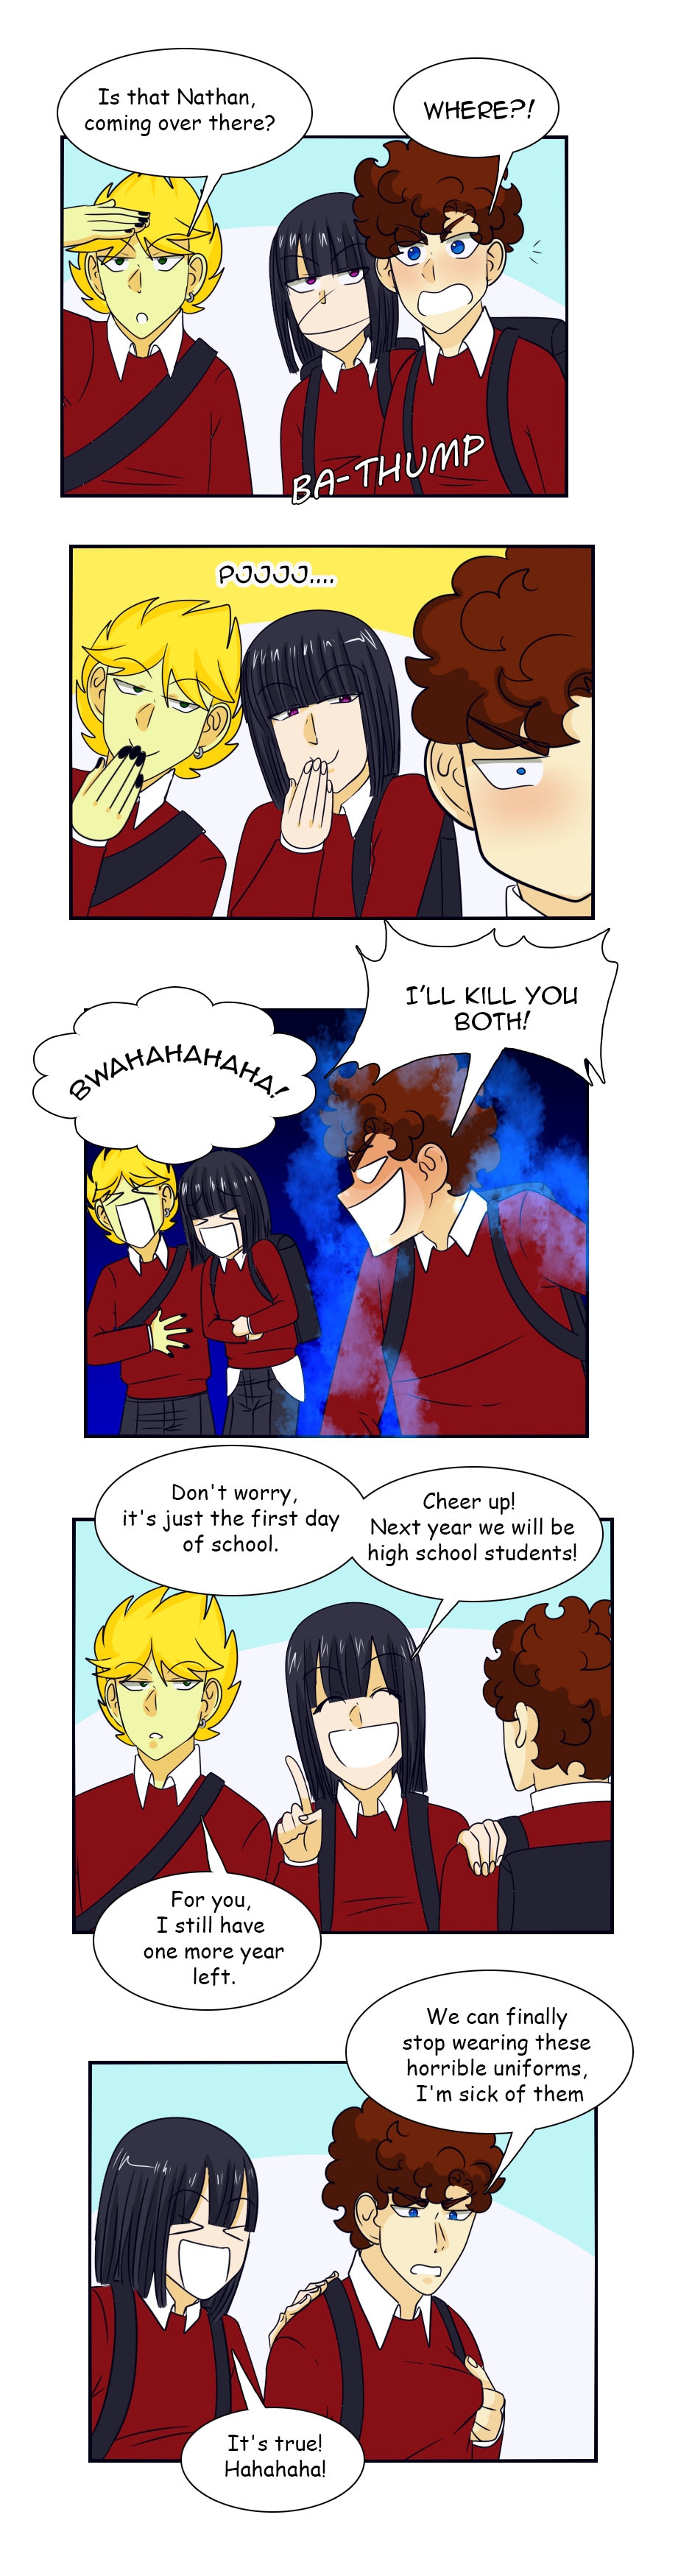 Is that Nathan,
coming over there?
WHERE?!
BA-THUMP
PJJJJ....
I'LL KILL YOU
BOTH!
BWAHAHAHAHA!
Don't worry,
it's just the first day
of school.
Cheer up!
Next year we will be
high school students!
For you,
I still have
one more year
left.
We can finally
stop wearing these
horrible uniforms,
I'm sick of them
It's true!
Hahahaha!